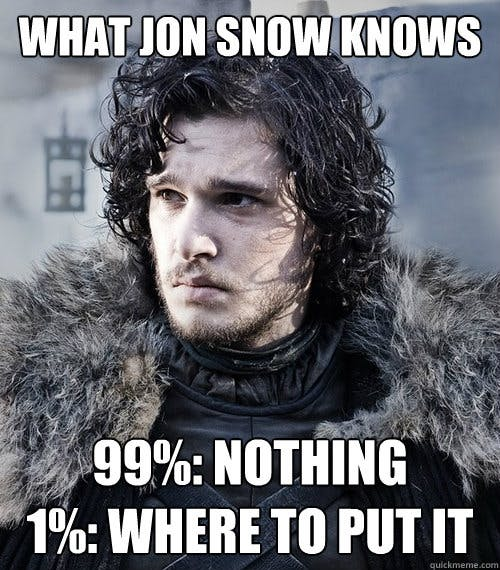 WHAT JON SNOW KNOWS
99%: NOTHING
1%: WHERE TO PUT IT
quickmeme.com